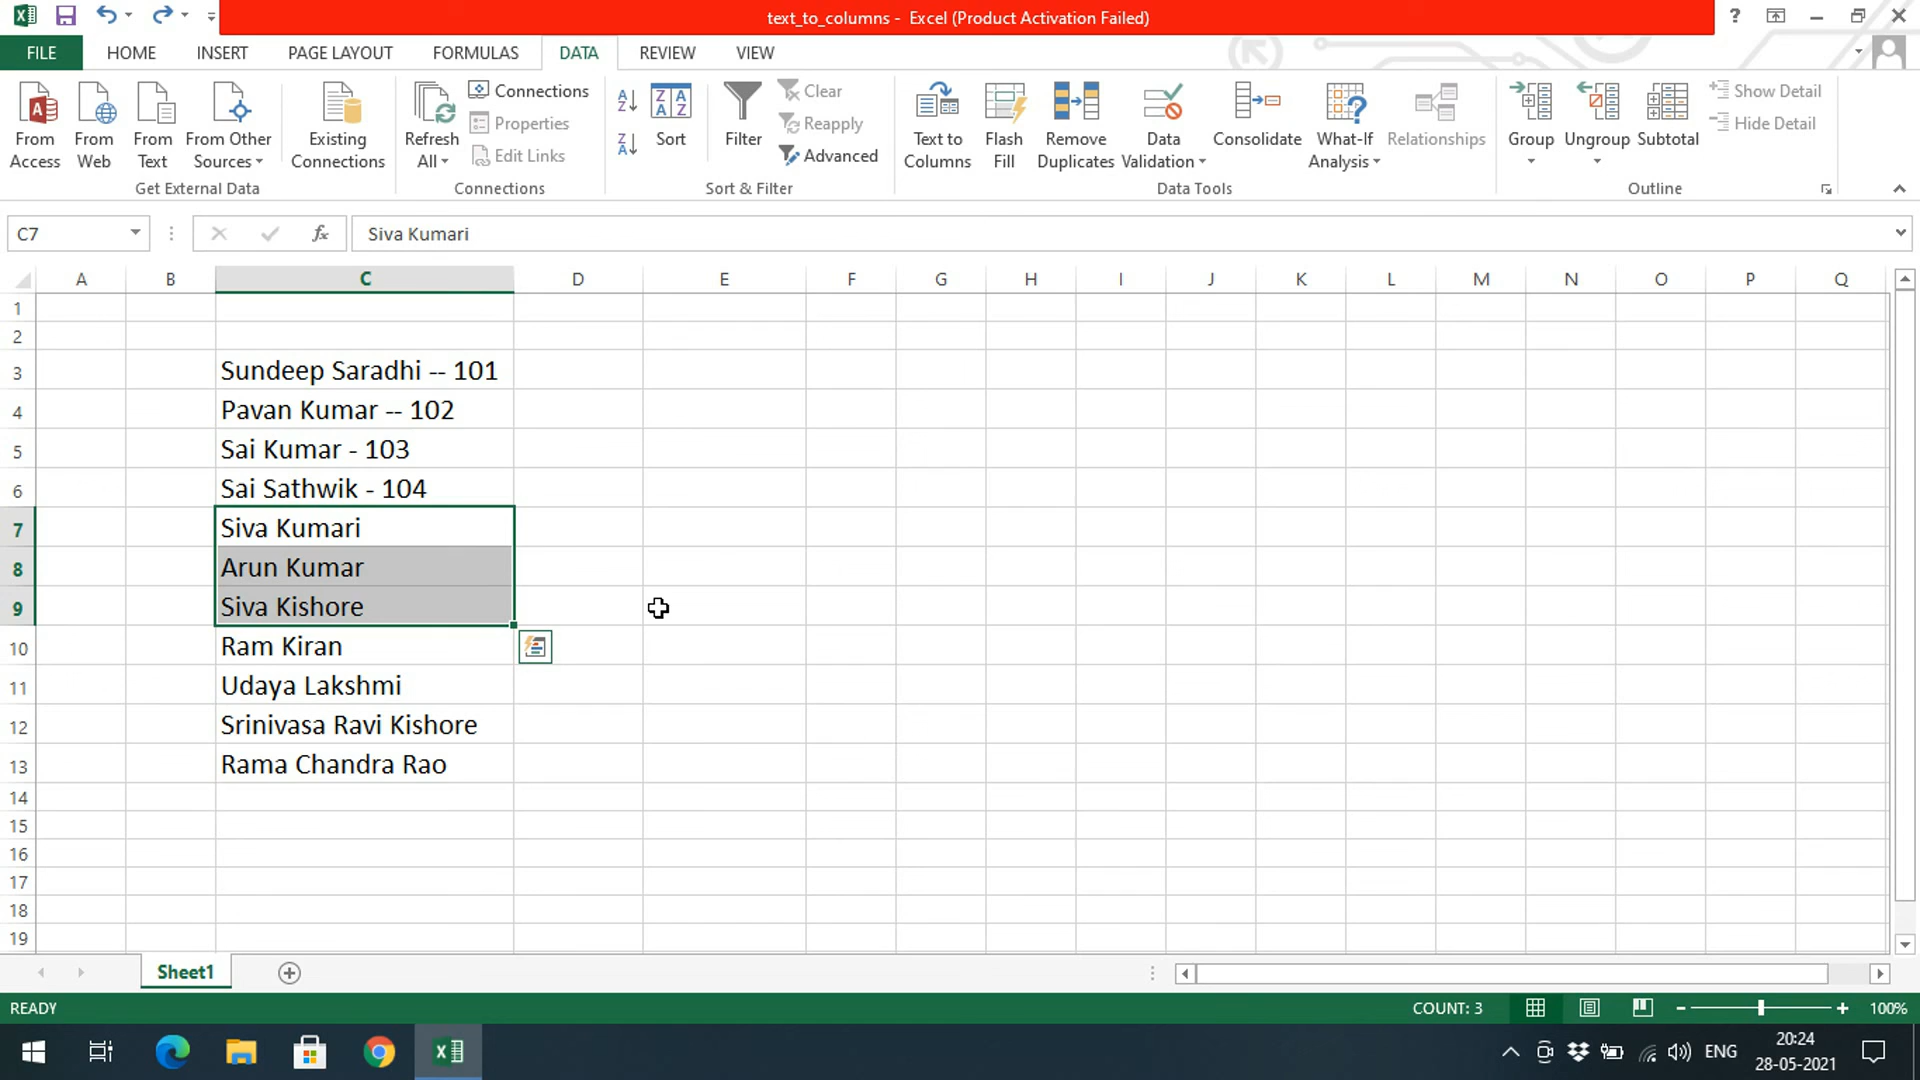 text_to_columns - Excel (Product Activation Failed)
?
FILE HOME INSERT PAGE LAYOUT FORMULAS DATA REVIEW VIEW
From Access
From Web
From Text
From Other Sources
Existing Connections
Get External Data
Refresh All
Connections
Properties
Edit Links
Connections
Sort
Filter
Clear
Reapply
Advanced
Sort & Filter
Text to Columns
Flash Fill
Remove Duplicates
Data Validation
Consolidate
What-If Analysis
Relationships
Data Tools
Group
Ungroup
Subtotal
Show Detail
Hide Detail
Outline
C7 fx Siva Kumari
A B C D E F G H I J K L M N O P Q
1
2
3 Sundeep Saradhi -- 101
4 Pavan Kumar -- 102
5 Sai Kumar - 103
6 Sai Sathwik - 104
7 Siva Kumari
8 Arun Kumar
9 Siva Kishore
10 Ram Kiran
11 Udaya Lakshmi
12 Srinivasa Ravi Kishore
13 Rama Chandra Rao
14
15
16
17
18
19
Sheet1
READY COUNT: 3 100%
ENG
20:24
28-05-2021